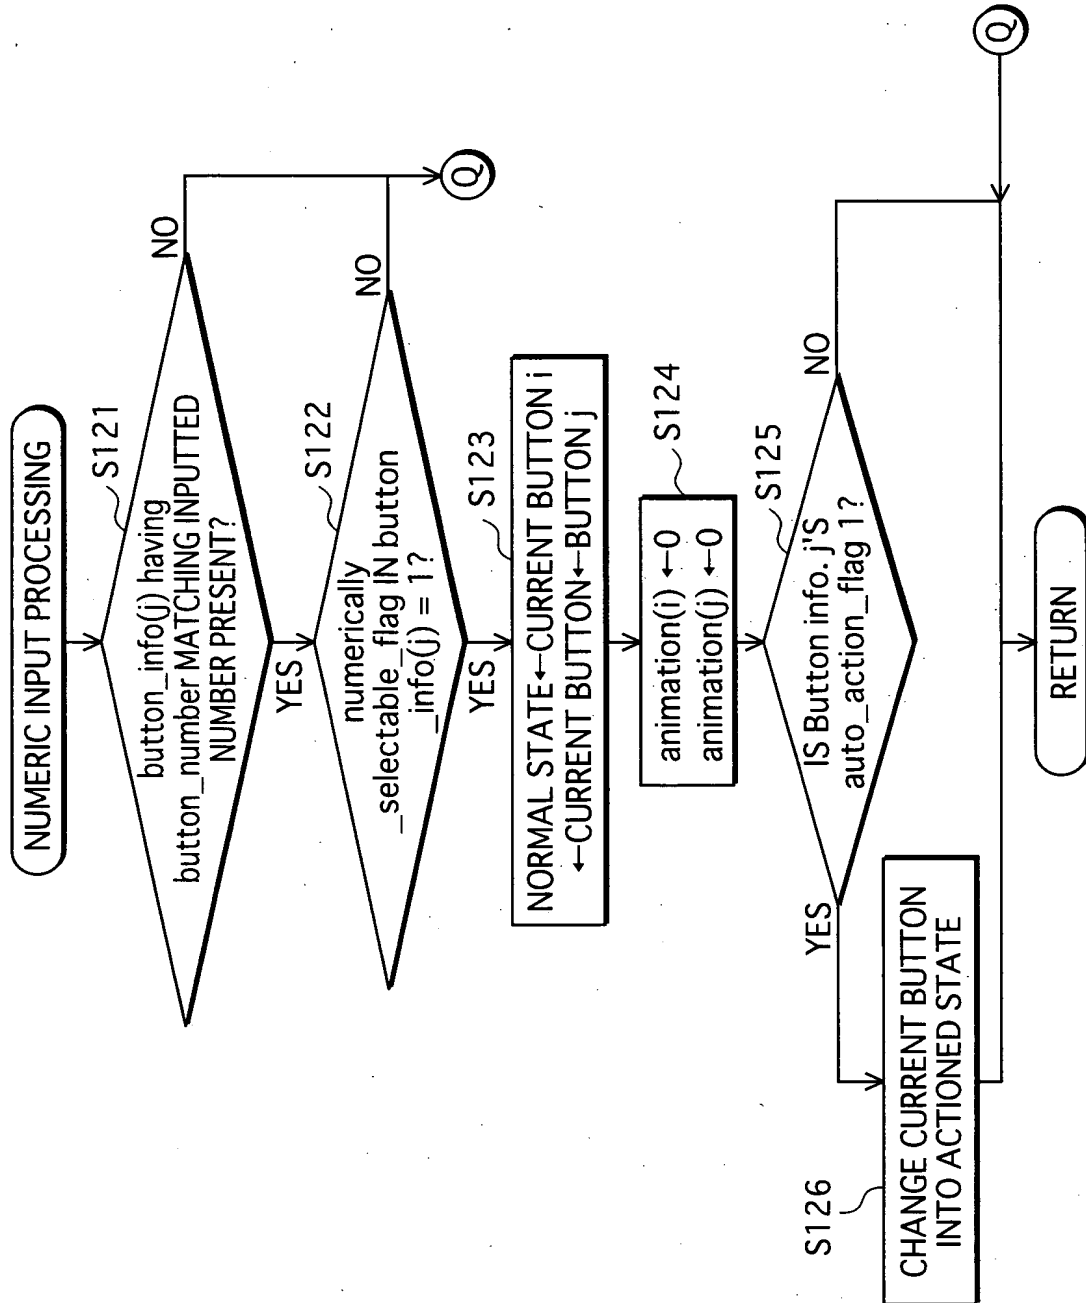 NUMERIC INPUT PROCESSING
S121
button_info(j) having
button_number MATCHING INPUTTED
NUMBER PRESENT?
NO
YES
S122
numerically
_selectable_flag IN button
_info(j) = 1?
NO
Q
YES
S123
NORMAL STATE←CURRENT BUTTON i
←CURRENT BUTTON←BUTTON j
S124
animation(i) ←0
animation(j) ←0
S125
IS Button info. j'S
auto_action_flag 1?
YES
NO
S126
CHANGE CURRENT BUTTON
INTO ACTIONED STATE
Q
RETURN